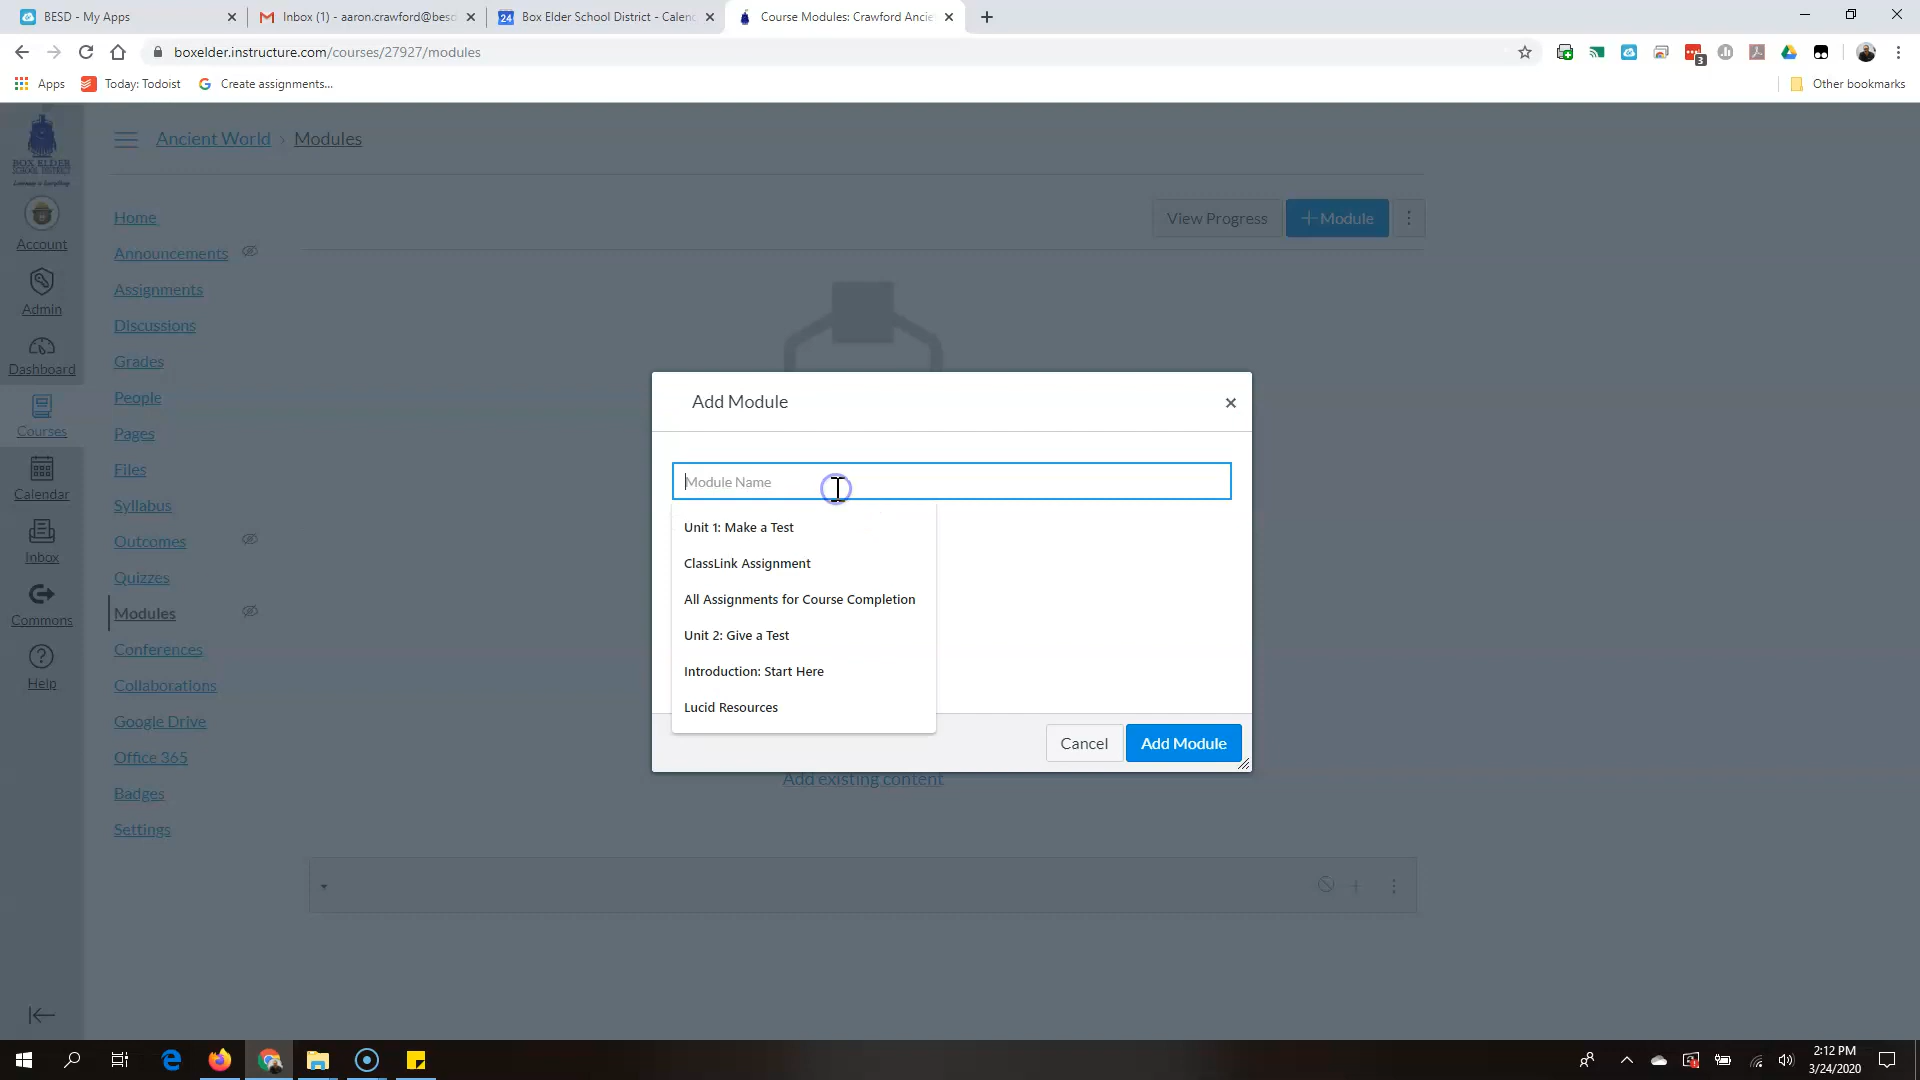 BESD - My Apps
Inbox (1) - aaron.crawford@besd
Box Elder School District - Calend
Course Modules: Crawford Ancie
boxelder.instructure.com/courses/27927/modules
3
Apps
Today: Todoist
Create assignments...
Other bookmarks
BOX ELDER
SCHOOL DISTRICT
Ancient World › Modules
View Progress
+ Module
Account
Admin
Dashboard
Courses
Calendar
Inbox
Commons
Help
Home
Announcements
Assignments
Discussions
Grades
People
Pages
Files
Syllabus
Outcomes
Quizzes
Modules
Conferences
Collaborations
Google Drive
Office 365
Badges
Settings
Add Module
Module Name
Unit 1: Make a Test
ClassLink Assignment
All Assignments for Course Completion
Unit 2: Give a Test
Introduction: Start Here
Lucid Resources
Cancel
Add Module
Add existing content
2:12 PM
3/24/2020